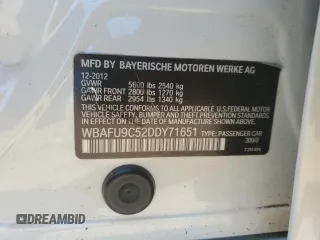 MFD BY BAYERISCHE MOTOREN WERKE AG
12-2012
GVWR 5600 lbs 2540 kg
GAWR FRONT 2800 lbs 1270 kg
GAWR REAR 2954 lbs 1340 kg
THIS VEHICLE CONFORMS TO ALL APPLICABLE FEDERAL MOTOR VEHICLE
SAFETY, BUMPER AND THEFT PREVENTION STANDARDS IN EFFECT ON THE
DATE OF MANUFACTURE SHOWN ABOVE.
WBAFU9C52DDY71651 TYPE: PASSENGER CAR